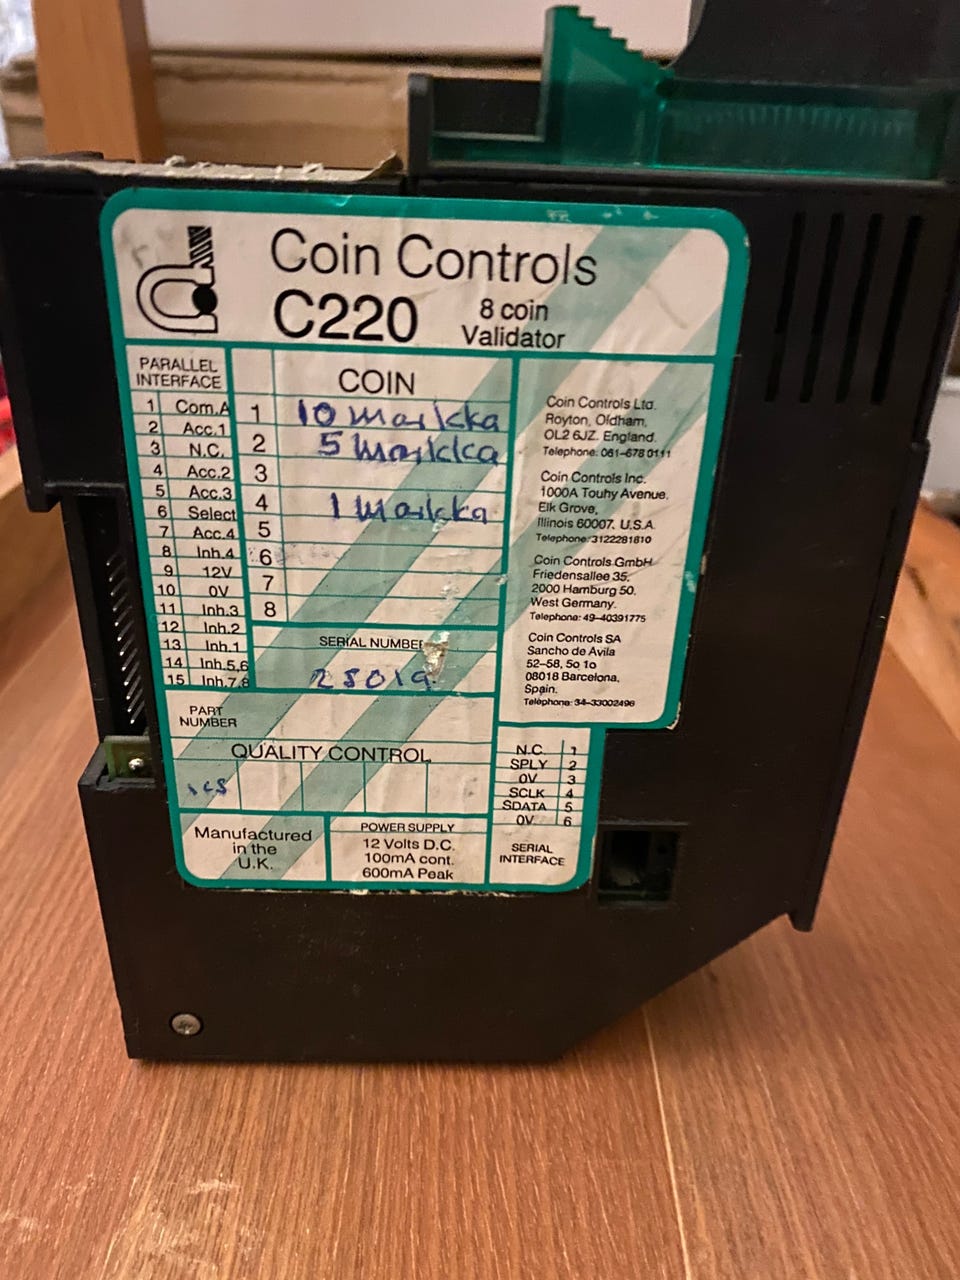 Coin Controls
C220
8 coin
Validator
PARALLEL
INTERFACE
1 Com.A
2 Acc.1
3 N.C.
4 Acc.2
5 Acc.3
6 Select
7 Acc.4
8 Inh.4
9 12V
10 0V
11 Inh.3
12 Inh.2
13 Inh.1
14 Inh.5,6
15 Inh.7,8
COIN
1 10 Markka
2 5 Markka
3
4 1 Markka
5
6
7
8
SERIAL NUMBER
PART
NUMBER
QUALITY CONTROL
Manufactured
in the
U.K.
POWER SUPPLY
12 Volts D.C.
100mA cont.
600mA Peak
Coin Controls Ltd.
Royton, Oldham,
OL2 6JZ. England.
Telephone: 061–678 0111
Coin Controls Inc.
1000A Touhy Avenue,
Elk Grove,
Illinois 60007. U.S.A.
Telephone: 3122281810
Coin Controls GmbH
Friedensallee 35,
2000 Hamburg 50,
West Germany.
Telephone: 49–40391775
Coin Controls SA
Sancho de Avila
52–58, 5o 1o
08018 Barcelona,
Spain.
Telephone: 34–33002496
N.C. 1
SPLY 2
0V 3
SCLK 4
SDATA 5
0V 6
SERIAL
INTERFACE